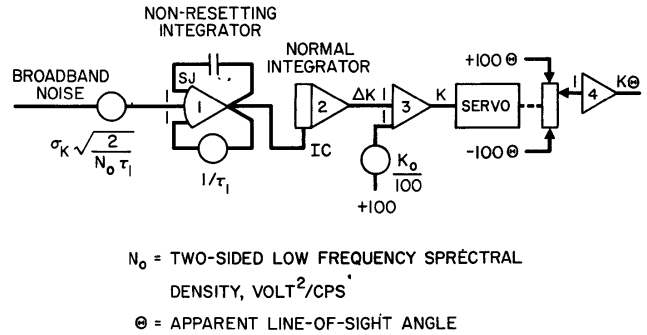 NON-RESETTING
INTEGRATOR
NORMAL
INTEGRATOR
BROADBAND
NOISE
SJ
1
1
1/τ₁
σ_K √(2/(N₀ τ₁))
IC
2
ΔK
1
3
K
K₀/100
+100
SERVO
+100 Θ
-100 Θ
1
4
KΘ
N₀ = TWO-SIDED LOW FREQUENCY SPRECTRAL
DENSITY, VOLT²/CPS
Θ = APPARENT LINE-OF-SIGHT ANGLE